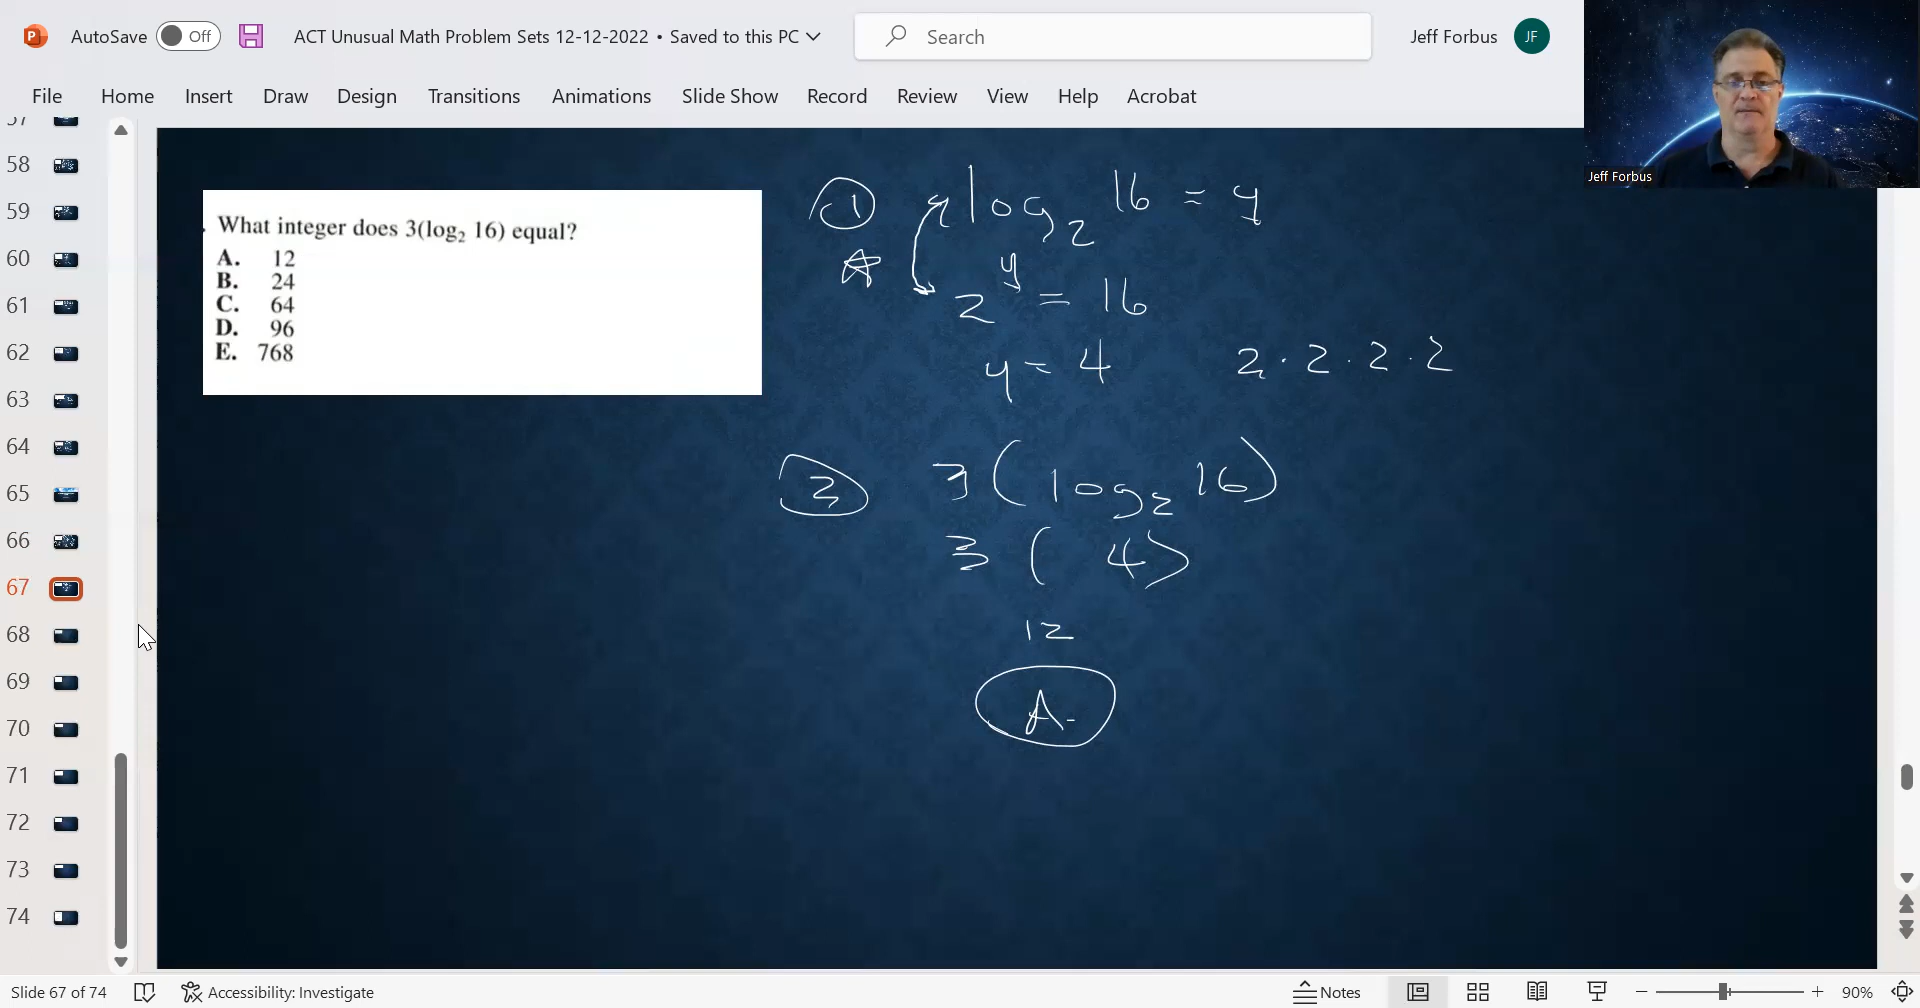 AutoSave Off ACT Unusual Math Problem Sets 12-12-2022 • Saved to this PC Search Jeff Forbus JF
File Home Insert Draw Design Transitions Animations Slide Show Record Review View Help Acrobat
Jeff Forbus
57
58
59
60
61
62
63
64
65
66
67
68
69
70
71
72
73
74
. What integer does 3(log₂ 16) equal?
A. 12
B. 24
C. 64
D. 96
E. 768
1 log₂ 16 = y
2^y = 16
y = 4 2 · 2 · 2 · 2
2 3 ( log₂ 16)
3 ( 4)
12
A.
Slide 67 of 74 Accessibility: Investigate Notes 90%